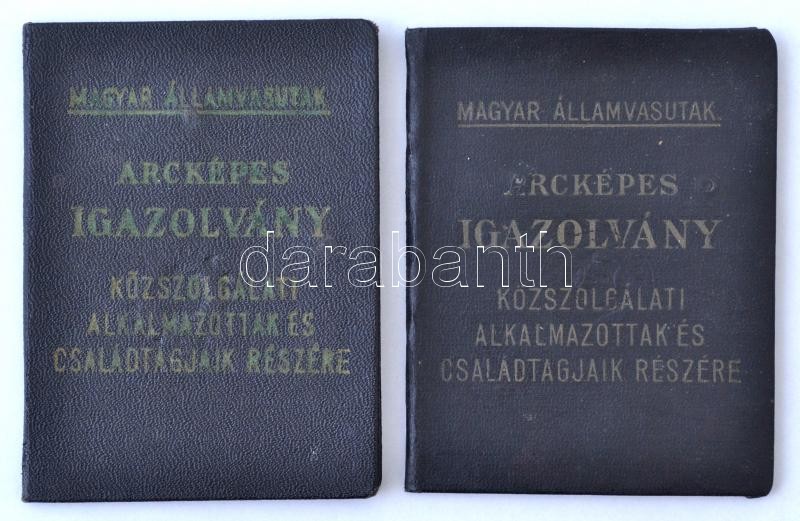 MAGYAR ÁLLAMVASUTAK
ARCKÉPES
IGAZOLVÁNY
KÖZSZOLGÁLATI
ALKALMAZOTTAK ÉS
CSALÁDTAGJAIK RÉSZÉRE
MAGYAR ÁLLAMVASUTAK.
ARCKÉPES
IGAZOLVÁNY
KÖZSZOLGÁLATI
ALKALMAZOTTAK ÉS
CSALÁDTAGJAIK RÉSZÉRE
darabanth